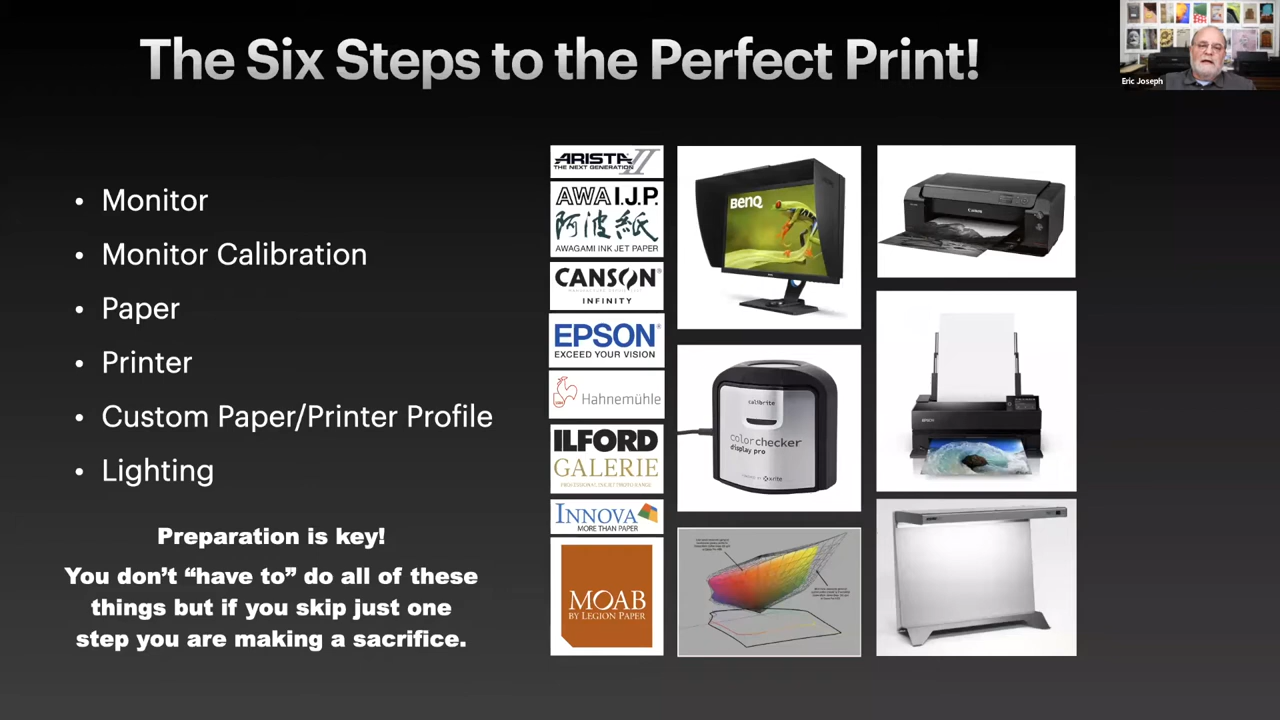 The Six Steps to the Perfect Print!
Eric Joseph
• Monitor
• Monitor Calibration
• Paper
• Printer
• Custom Paper/Printer Profile
• Lighting
Preparation is key!
You don’t “have to” do all of these
things but if you skip just one
step you are making a sacrifice.
ARISTA II
THE NEXT GENERATION
AWA I.J.P.
阿波紙
AWAGAMI INK JET PAPER
CANSON®
INFINITY
EPSON®
EXCEED YOUR VISION
Hahnemühle
ILFORD
GALERIE
INNOVA
MORE THAN PAPER
MOAB
BY LEGION PAPER
BenQ
calibrite
colorchecker
display pro
x-rite
Canon
EPSON